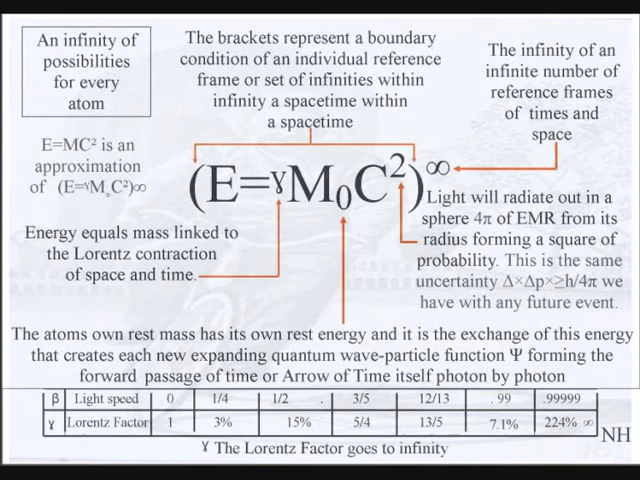 An infinity of
possibilities
for every
atom
The brackets represent a boundary
condition of an individual reference
frame or set of infinities within
infinity a spacetime within
a spacetime
The infinity of an
infinite number of
reference frames
of times and
space
E=MC² is an
approximation
of (E=ˠM˳C²)∞
(E=ˠM₀C²)∞
Energy equals mass linked to
the Lorentz contraction
of space and time.
Light will radiate out in a
sphere 4π of EMR from its
radius forming a square of
probability. This is the same
uncertainty Δ×Δp×≥h/4π we
have with any future event.
The atoms own rest mass has its own rest energy and it is the exchange of this energy
that creates each new expanding quantum wave-particle function Ψ forming the
forward passage of time or Arrow of Time itself photon by photon
β Light speed 0 1/4 1/2 . 3/5 12/13 . 99 .99999
ɣ Lorentz Factor 1 3% 15% 5/4 13/5 7.1% 224% ∞
ɣ The Lorentz Factor goes to infinity
NH